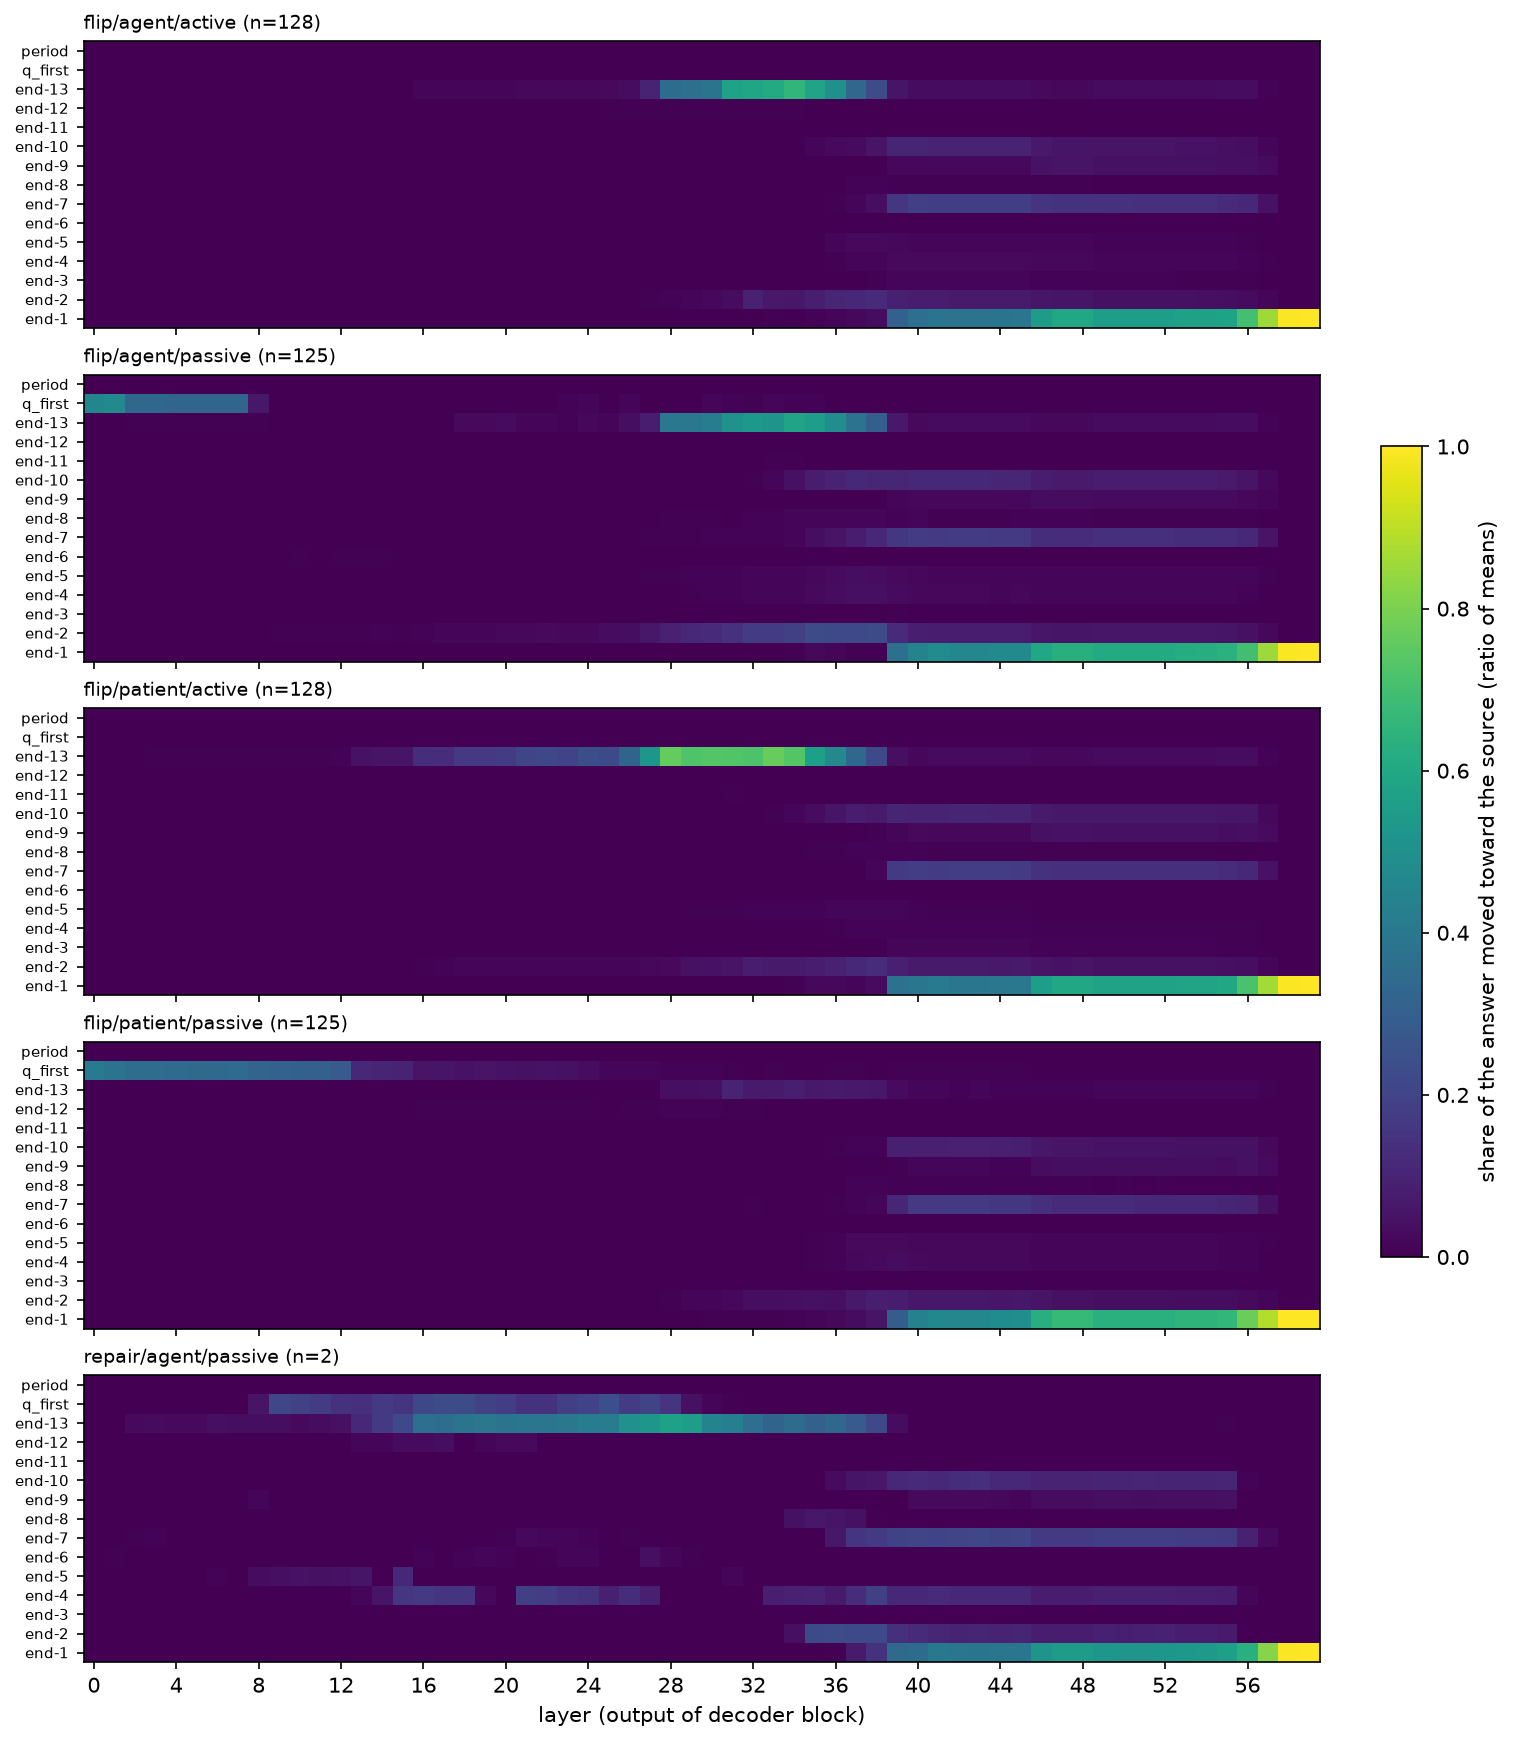 flip/agent/active (n=128)
period
q_first
end-13
end-12
end-11
end-10
end-9
end-8
end-7
end-6
end-5
end-4
end-3
end-2
end-1
flip/agent/passive (n=125)
period
q_first
end-13
end-12
end-11
end-10
end-9
end-8
end-7
end-6
end-5
end-4
end-3
end-2
end-1
flip/patient/active (n=128)
period
q_first
end-13
end-12
end-11
end-10
end-9
end-8
end-7
end-6
end-5
end-4
end-3
end-2
end-1
flip/patient/passive (n=125)
period
q_first
end-13
end-12
end-11
end-10
end-9
end-8
end-7
end-6
end-5
end-4
end-3
end-2
end-1
repair/agent/passive (n=2)
period
q_first
end-13
end-12
end-11
end-10
end-9
end-8
end-7
end-6
end-5
end-4
end-3
end-2
end-1
0 4 8 12 16 20 24 28 32 36 40 44 48 52 56
layer (output of decoder block)
1.0
0.8
0.6
0.4
0.2
0.0
share of the answer moved toward the source (ratio of means)